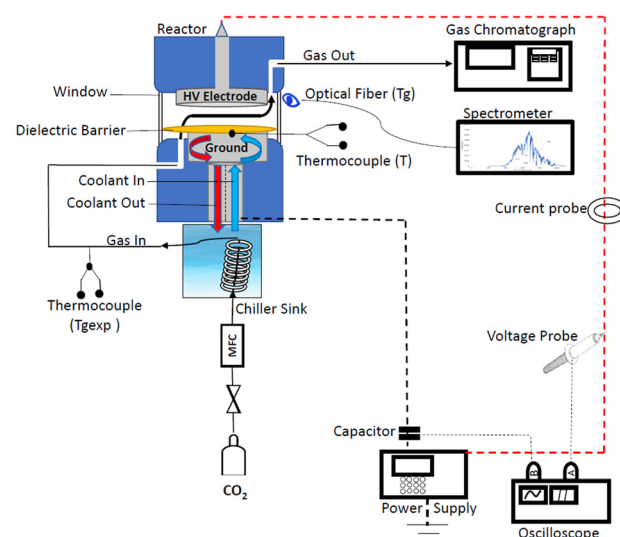 Reactor
Gas Chromatograph
Gas Out
Window
HV Electrode
Optical Fiber (Tg)
Spectrometer
Dielectric Barrier
Ground
Thermocouple (T)
Coolant In
Coolant Out
Current probe
Gas In
Thermocouple
(Tgexp )
Chiller Sink
MFC
Voltage Probe
Capacitor
CO₂
B
A
Power Supply
Oscilloscope